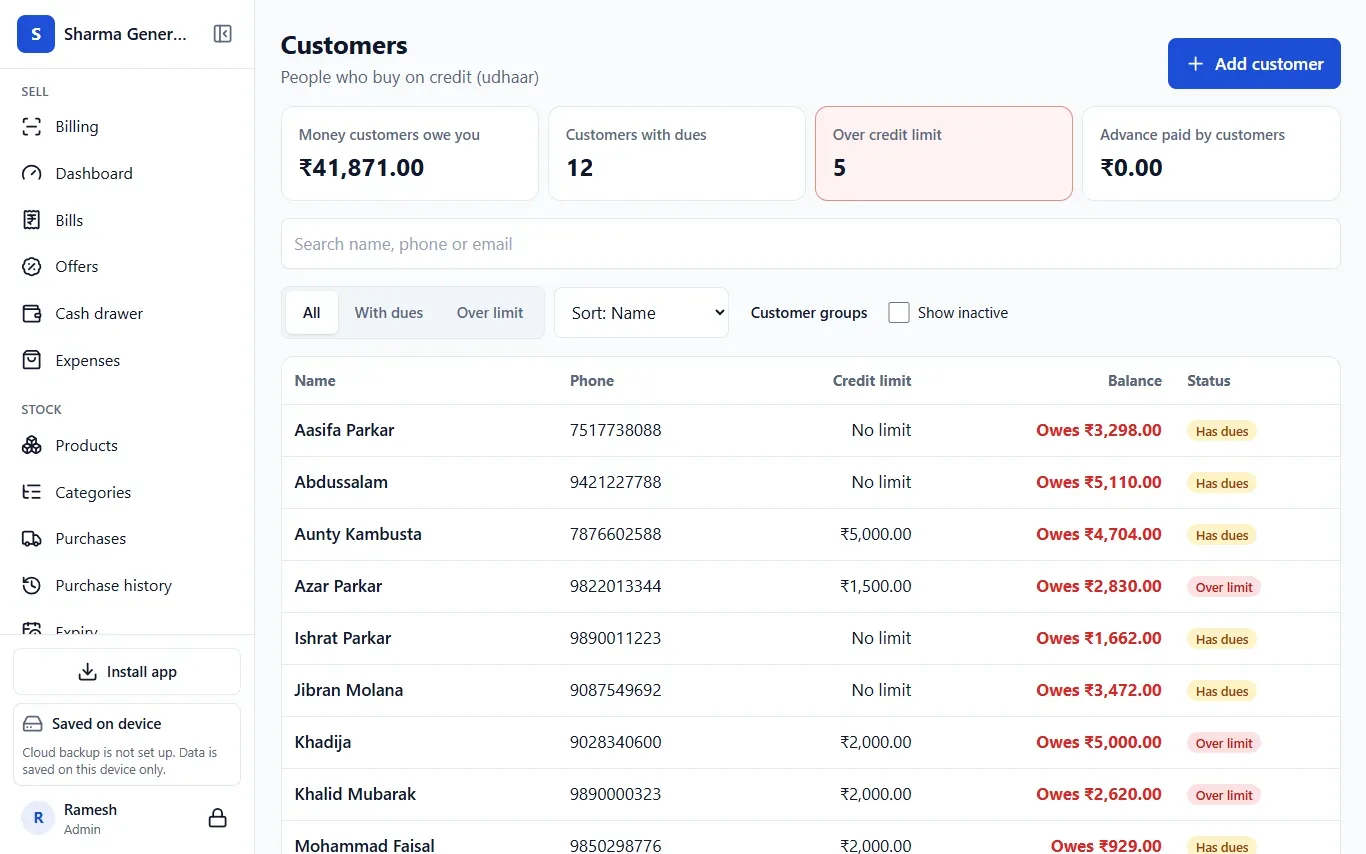 S Sharma Gener...
SELL
Billing
Dashboard
Bills
Offers
Cash drawer
Expenses
STOCK
Products
Categories
Purchases
Purchase history
Expiry
Install app
Saved on device
Cloud backup is not set up. Data is
saved on this device only.
R Ramesh
Admin
Customers
People who buy on credit (udhaar)
+ Add customer
Money customers owe you
₹41,871.00
Customers with dues
12
Over credit limit
5
Advance paid by customers
₹0.00
Search name, phone or email
All With dues Over limit Sort: Name Customer groups Show inactive
Name Phone Credit limit Balance Status
Aasifa Parkar 7517738088 No limit Owes ₹3,298.00 Has dues
Abdussalam 9421227788 No limit Owes ₹5,110.00 Has dues
Aunty Kambusta 7876602588 ₹5,000.00 Owes ₹4,704.00 Has dues
Azar Parkar 9822013344 ₹1,500.00 Owes ₹2,830.00 Over limit
Ishrat Parkar 9890011223 No limit Owes ₹1,662.00 Has dues
Jibran Molana 9087549692 No limit Owes ₹3,472.00 Has dues
Khadija 9028340600 ₹2,000.00 Owes ₹5,000.00 Over limit
Khalid Mubarak 9890000323 ₹2,000.00 Owes ₹2,620.00 Over limit
Mohammad Faisal 9850298776 ₹2,000.00 Owes ₹929.00 Has dues